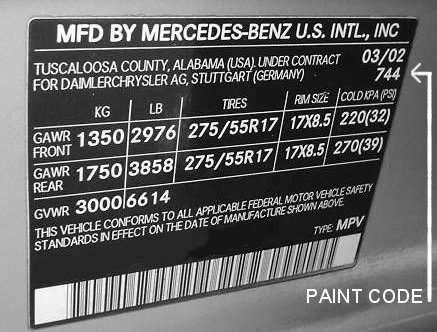 MFD BY MERCEDES-BENZ U.S. INTL., INC
TUSCALOOSA COUNTY, ALABAMA (USA). UNDER CONTRACT 03/02
FOR DAIMLERCHRYSLER AG, STUTTGART (GERMANY) 744
KG LB TIRES RIM SIZE COLD KPA (PSI)
GAWR FRONT 1350 2976 275/55R17 17X8.5 220(32)
GAWR REAR 1750 3858 275/55R17 17X8.5 270(39)
GVWR 3000 6614
THIS VEHICLE CONFORMS TO ALL APPLICABLE FEDERAL MOTOR VEHICLE SAFETY
STANDARDS IN EFFECT ON THE DATE OF MANUFACTURE SHOWN ABOVE.
TYPE: MPV
PAINT CODE